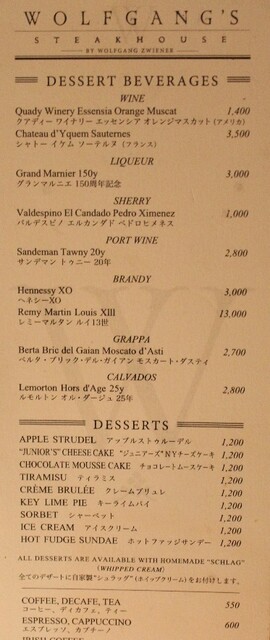 WOLFGANG'S
STEAKHOUSE
BY WOLFGANG ZWIENER
DESSERT BEVERAGES
WINE
Quady Winery Essensia Orange Muscat 1,400
クアディー ワイナリー エッセンシア オレンジマスカット (アメリカ)
Chateau d'Yquem Sauternes 3,500
シャトー イケム ソーテルヌ (フランス)
LIQUEUR
Grand Marnier 150y 3,000
グランマルニエ 150周年記念
SHERRY
Valdespino El Candado Pedro Ximenez 1,000
バルデスピノ エルカンダド ペドロヒメネス
PORT WINE
Sandeman Tawny 20y 2,800
サンデマン トゥニー 20年
BRANDY
Hennessy XO 3,000
ヘネシーXO
Remy Martin Louis XIII 13,000
レミーマルタン ルイ13世
GRAPPA
Berta Bric del Gaian Moscato d'Asti 2,700
ベルタ・ブリック・デル・ガイアン モスカート・ダスティ
CALVADOS
Lemorton Hors d'Age 25y 2,800
ルモルトン オル・ダージュ 25年
DESSERTS
APPLE STRUDEL アップルストゥルーデル 1,200
"JUNIOR'S" CHEESE CAKE "ジュニアーズ" NYチーズケーキ 1,200
CHOCOLATE MOUSSE CAKE チョコレートムースケーキ 1,200
TIRAMISU ティラミス 1,200
CRÈME BRULÉE クレームブリュレ 1,200
KEY LIME PIE キーライムパイ 1,200
SORBET シャーベット 1,200
ICE CREAM アイスクリーム 1,200
HOT FUDGE SUNDAE ホットファッジサンデー 1,200
ALL DESSERTS ARE AVAILABLE WITH HOMEMADE "SCHLAG"
(WHIPPED CREAM)
全てのデザートに自家製"シュラッグ"(ホイップクリーム)をお付けします。
COFFEE, DECAFE, TEA 550
コーヒー、ディカフェ、ティー
ESPRESSO, CAPPUCCINO 600
エスプレッソ、カプチーノ
IRISH COFFEE